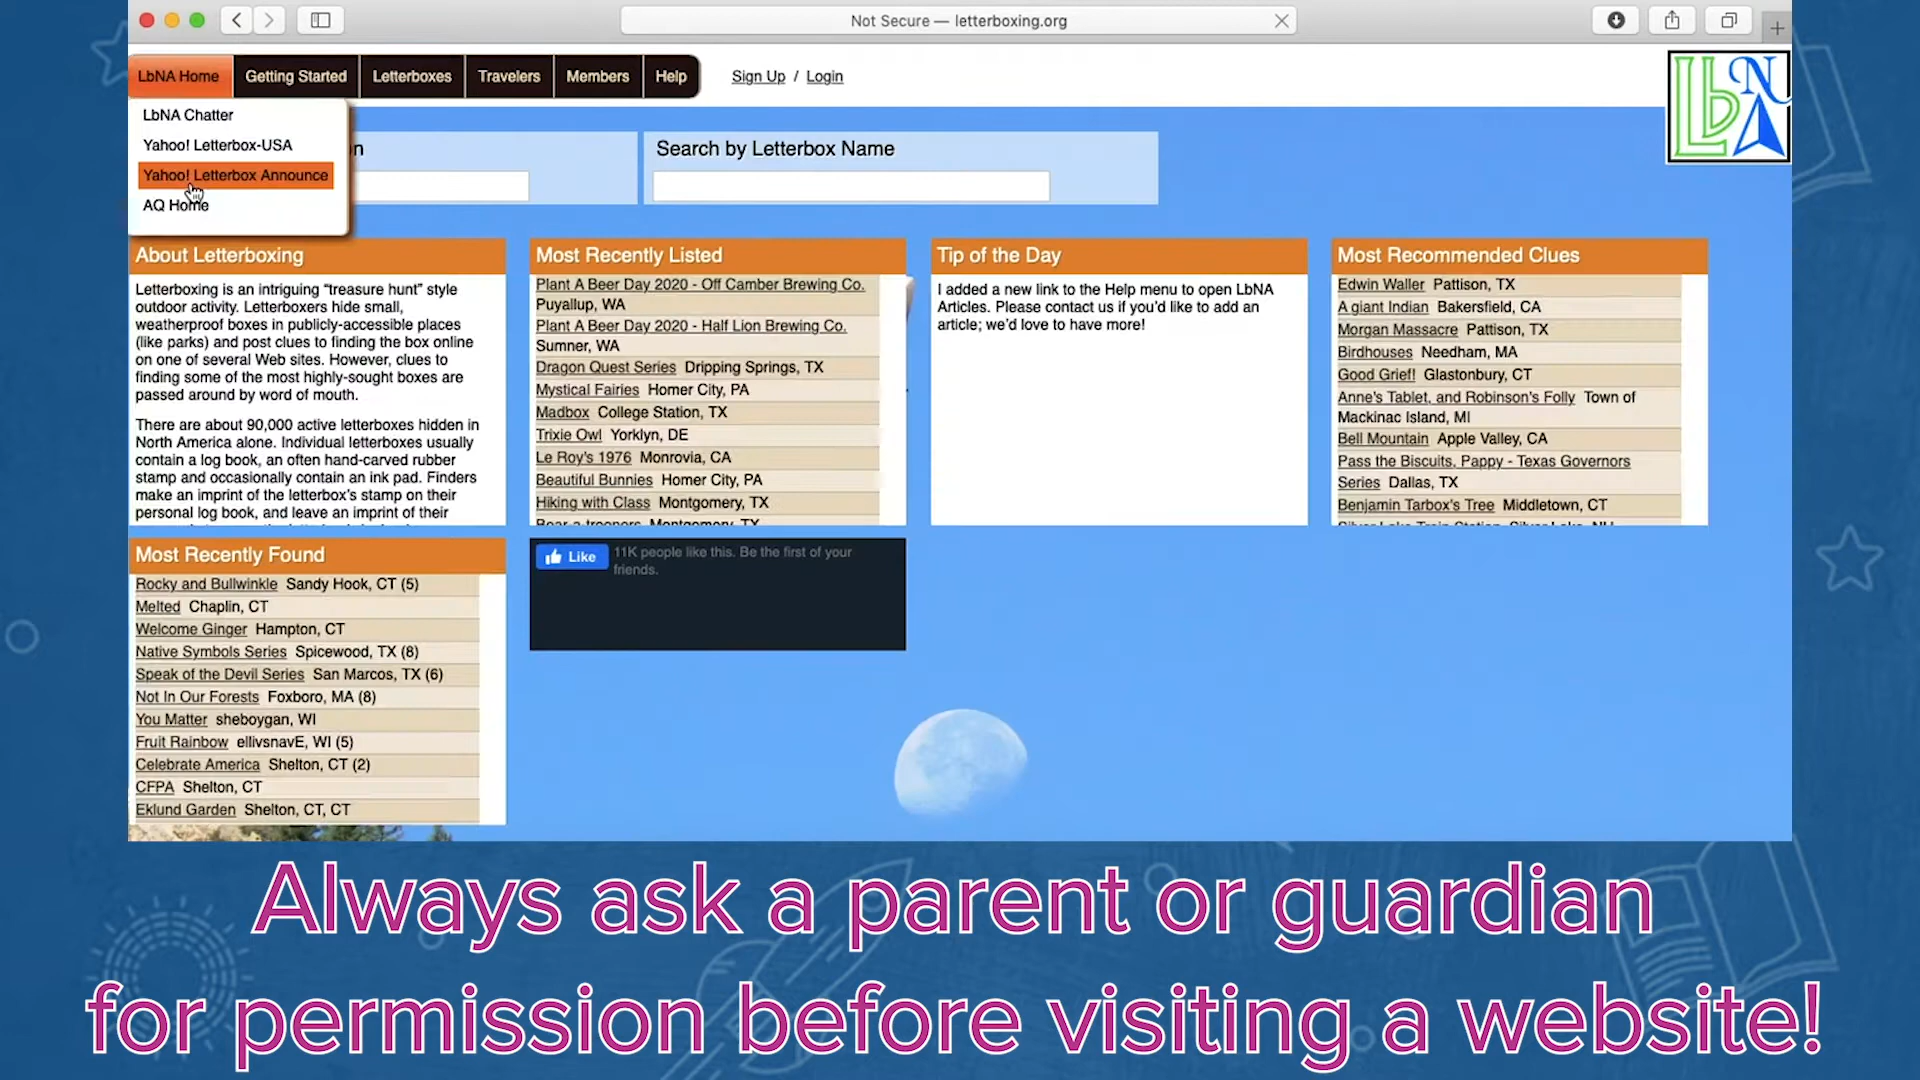 Not Secure — letterboxing.org
LbNA Home
Getting Started
Letterboxes
Travelers
Members
Help
Sign Up / Login
LbNA
LbNA Chatter
Yahoo! Letterbox-USA
Yahoo! Letterbox Announce
AQ Home
Search by Letterbox Name
About Letterboxing
Letterboxing is an intriguing “treasure hunt” style
outdoor activity. Letterboxers hide small,
weatherproof boxes in publicly-accessible places
(like parks) and post clues to finding the box online
on one of several Web sites. However, clues to
finding some of the most highly-sought boxes are
passed around by word of mouth.
There are about 90,000 active letterboxes hidden in
North America alone. Individual letterboxes usually
contain a log book, an often hand-carved rubber
stamp and occasionally contain an ink pad. Finders
make an imprint of the letterbox's stamp on their
personal log book, and leave an imprint of their
Most Recently Listed
Plant A Beer Day 2020 - Off Camber Brewing Co.
Puyallup, WA
Plant A Beer Day 2020 - Half Lion Brewing Co.
Sumner, WA
Dragon Quest Series Dripping Springs, TX
Mystical Fairies Homer City, PA
Madbox College Station, TX
Trixie Owl Yorklyn, DE
Le Roy's 1976 Monrovia, CA
Beautiful Bunnies Homer City, PA
Hiking with Class Montgomery, TX
Bear-a-troopers Montgomery, TX
Tip of the Day
I added a new link to the Help menu to open LbNA
Articles. Please contact us if you'd like to add an
article; we'd love to have more!
Most Recommended Clues
Edwin Waller Pattison, TX
A giant Indian Bakersfield, CA
Morgan Massacre Pattison, TX
Birdhouses Needham, MA
Good Grief! Glastonbury, CT
Anne's Tablet, and Robinson's Folly Town of
Mackinac Island, MI
Bell Mountain Apple Valley, CA
Pass the Biscuits, Pappy - Texas Governors
Series Dallas, TX
Benjamin Tarbox's Tree Middletown, CT
Silver Lake Train Station Silver Lake, NH
Most Recently Found
Rocky and Bullwinkle Sandy Hook, CT (5)
Melted Chaplin, CT
Welcome Ginger Hampton, CT
Native Symbols Series Spicewood, TX (8)
Speak of the Devil Series San Marcos, TX (6)
Not In Our Forests Foxboro, MA (8)
You Matter sheboygan, WI
Fruit Rainbow ellivsnavE, WI (5)
Celebrate America Shelton, CT (2)
CFPA Shelton, CT
Eklund Garden Shelton, CT, CT
Like
11K people like this. Be the first of your
friends.
Always ask a parent or guardian
for permission before visiting a website!